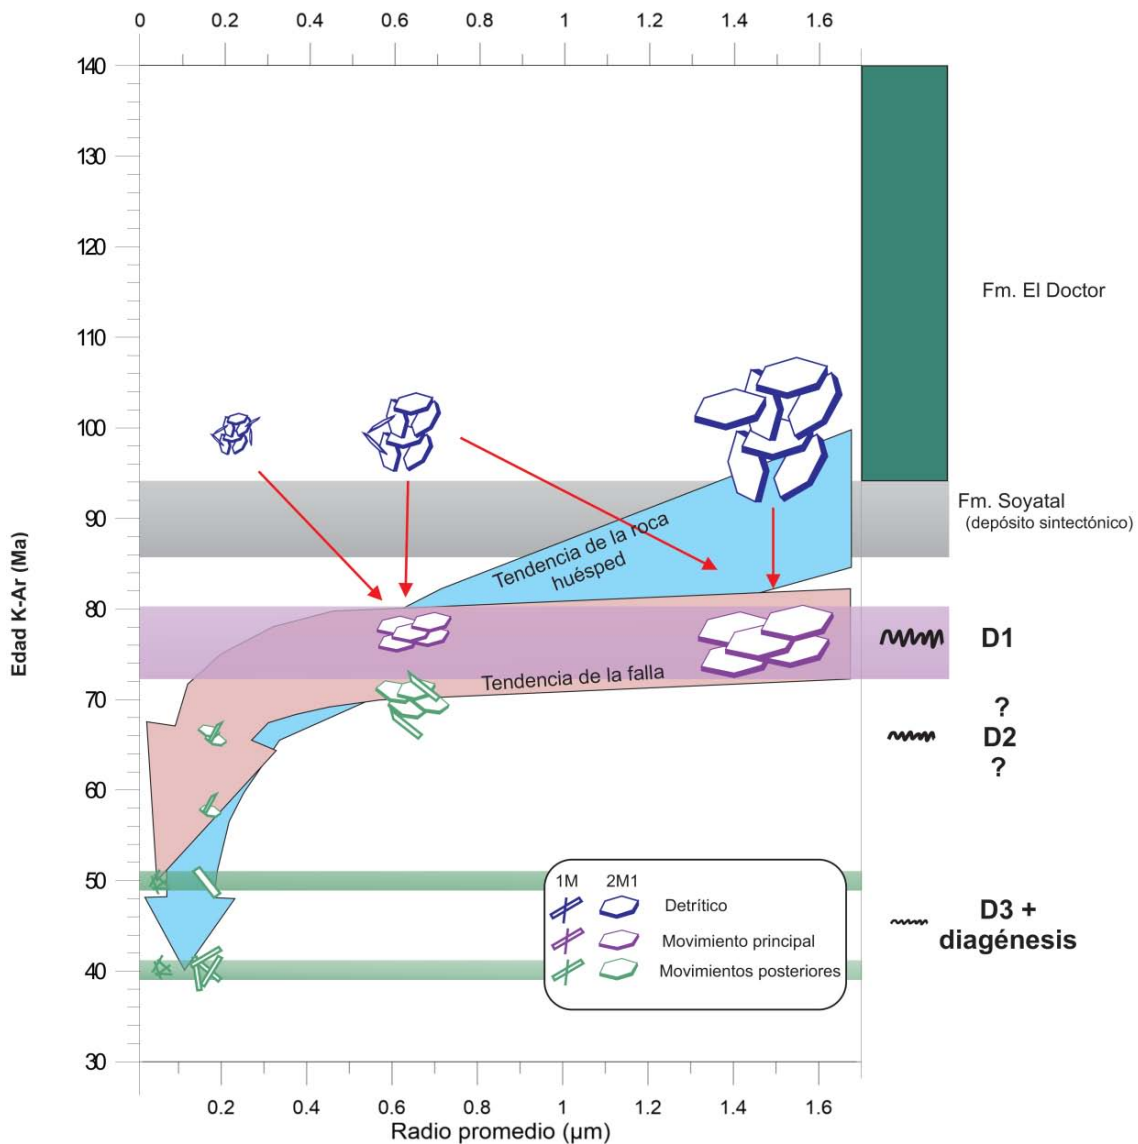 0 0.2 0.4 0.6 0.8 1 1.2 1.4 1.6
140
130
120
110
100
90
80
70
60
50
40
30
Edad K-Ar (Ma)
Fm. El Doctor
Fm. Soyatal
(depósito sintectónico)
Tendencia de la roca
huésped
D1
Tendencia de la falla
?
D2
?
1M 2M1
Detrítico
Movimiento principal
Movimientos posteriores
D3 +
diagénesis
0.2 0.4 0.6 0.8 1 1.2 1.4 1.6
Radio promedio (µm)